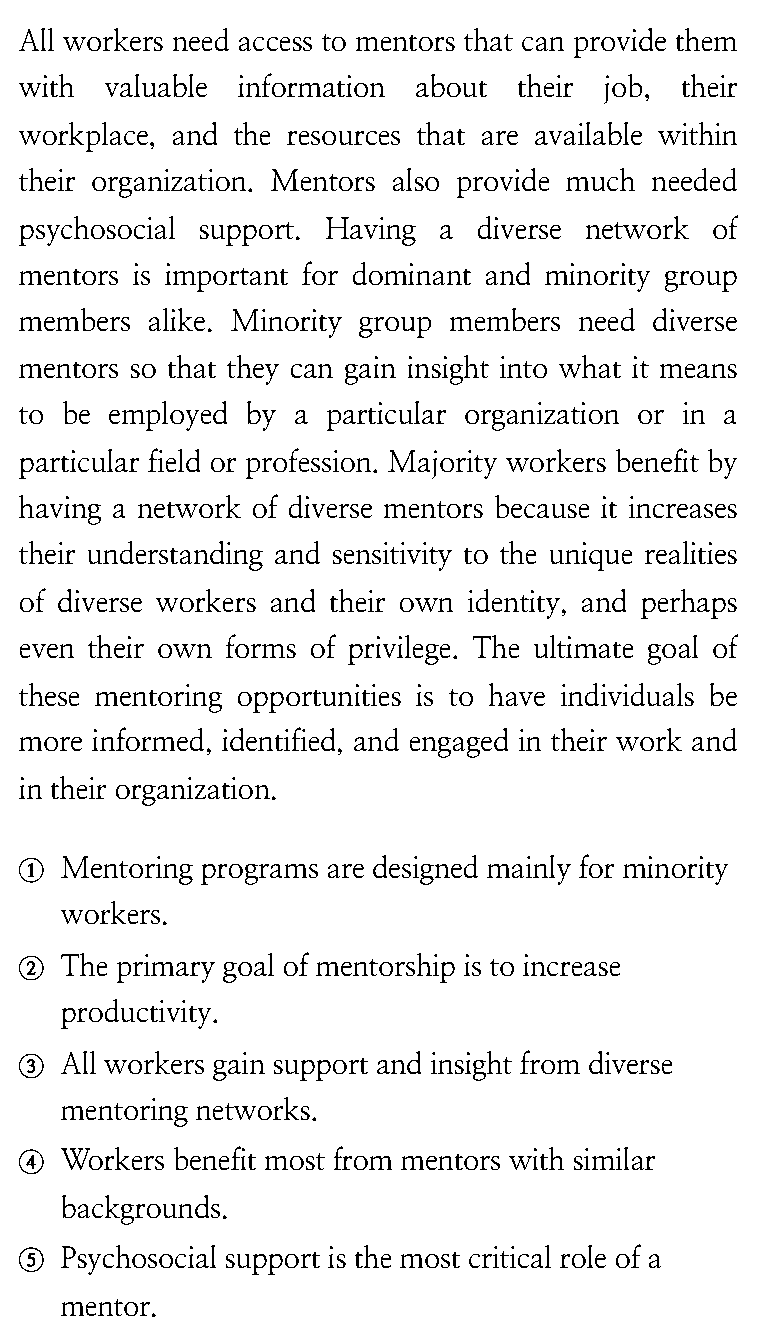 All workers need access to mentors that can provide them
with valuable information about their job, their
workplace, and the resources that are available within
their organization. Mentors also provide much needed
psychosocial support. Having a diverse network of
mentors is important for dominant and minority group
members alike. Minority group members need diverse
mentors so that they can gain insight into what it means
to be employed by a particular organization or in a
particular field or profession. Majority workers benefit by
having a network of diverse mentors because it increases
their understanding and sensitivity to the unique realities
of diverse workers and their own identity, and perhaps
even their own forms of privilege. The ultimate goal of
these mentoring opportunities is to have individuals be
more informed, identified, and engaged in their work and
in their organization.
① Mentoring programs are designed mainly for minority
workers.
② The primary goal of mentorship is to increase
productivity.
③ All workers gain support and insight from diverse
mentoring networks.
④ Workers benefit most from mentors with similar
backgrounds.
⑤ Psychosocial support is the most critical role of a
mentor.